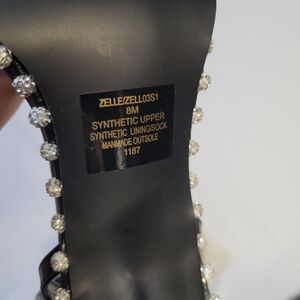 ZELLE/ZELL03S1
8M
SYNTHETIC UPPER
SYNTHETIC LINING/SOCK
MANMADE OUTSOLE
1187